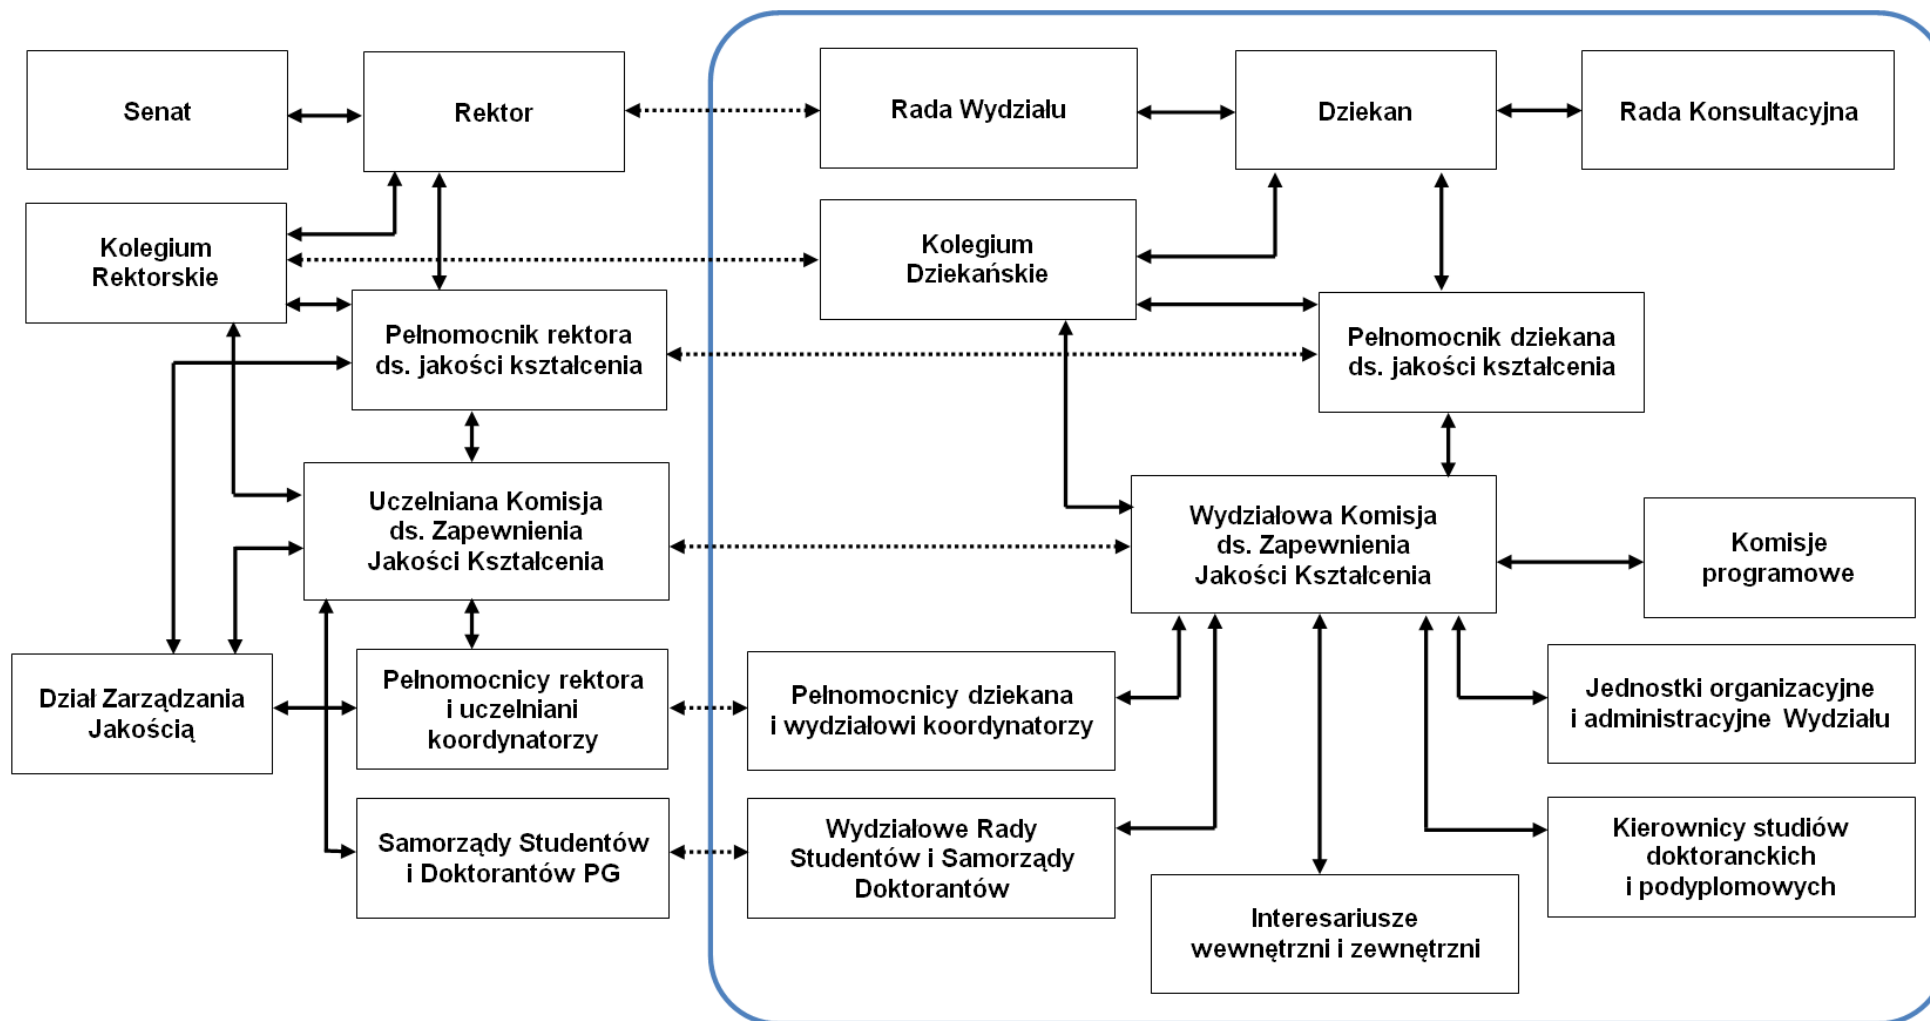 Senat
Rektor
Rada Wydziału
Dziekan
Rada Konsultacyjna
Kolegium
Rektorskie
Kolegium
Dziekańskie
Pełnomocnik rektora
ds. jakości kształcenia
Pełnomocnik dziekana
ds. jakości kształcenia
Uczelniana Komisja
ds. Zapewnienia
Jakości Kształcenia
Wydziałowa Komisja
ds. Zapewnienia
Jakości Kształcenia
Komisje
programowe
Dział Zarządzania
Jakością
Pełnomocnicy rektora
i uczelniani
koordynatorzy
Pełnomocnicy dziekana
i wydziałowi koordynatorzy
Jednostki organizacyjne
i administracyjne Wydziału
Samorządy Studentów
i Doktorantów PG
Wydziałowe Rady
Studentów i Samorządy
Doktorantów
Kierownicy studiów
doktoranckich
i podyplomowych
Interesariusze
wewnętrzni i zewnętrzni